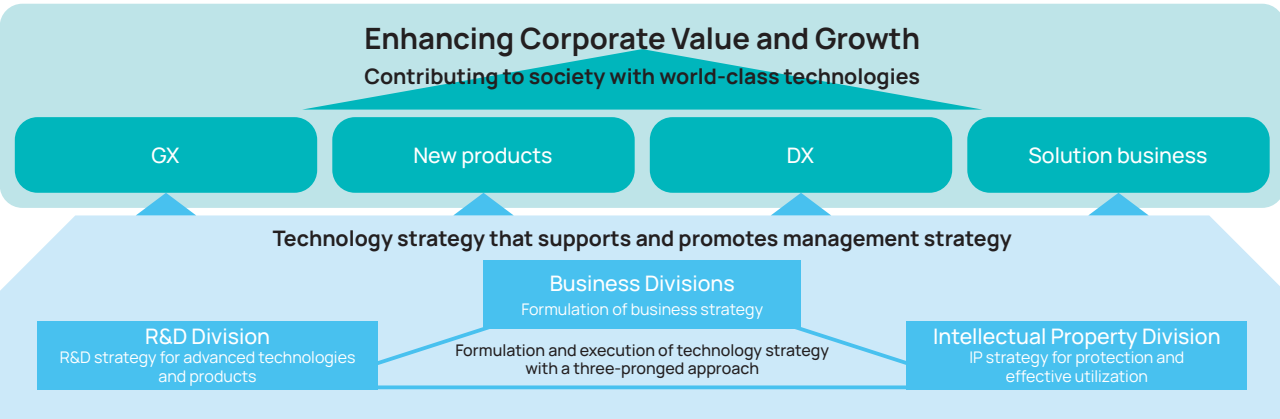 Enhancing Corporate Value and Growth
Contributing to society with world-class technologies
GX
New products
DX
Solution business
Technology strategy that supports and promotes management strategy
Business Divisions
Formulation of business strategy
R&D Division
R&D strategy for advanced technologies
and products
Formulation and execution of technology strategy
with a three-pronged approach
Intellectual Property Division
IP strategy for protection and
effective utilization